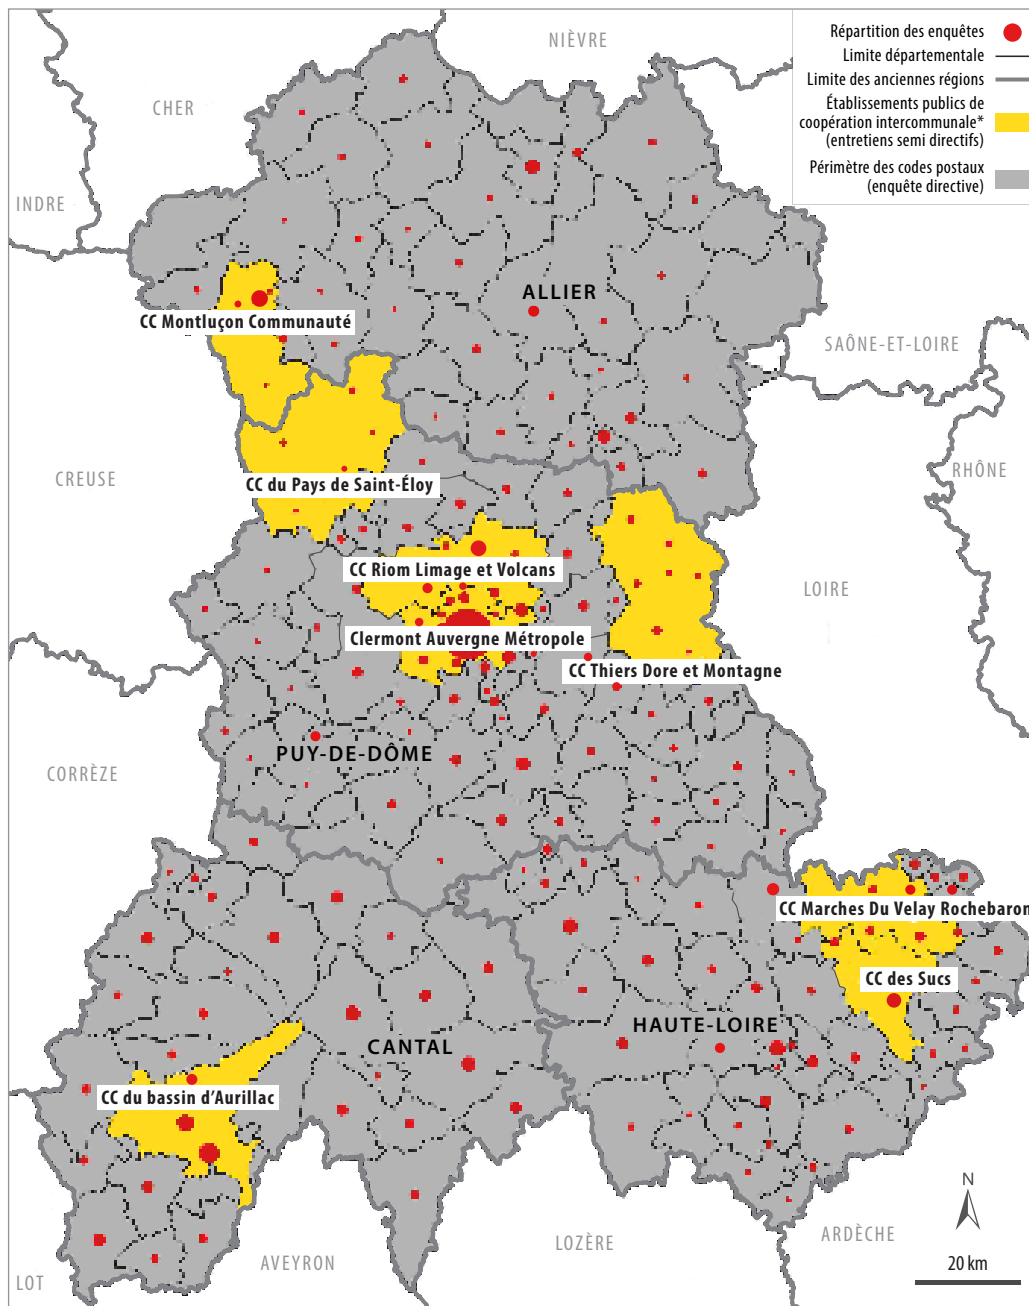 Répartition des enquêtes
Limite départementale
Limite des anciennes régions
Établissements publics de
coopération intercommunale*
(entretiens semi directifs)
Périmètre des codes postaux
(enquête directive)
NIÈVRE
CHER
INDRE
ALLIER
CC Montluçon Communauté
SAÔNE-ET-LOIRE
CREUSE
CC du Pays de Saint-Éloy
RHÔNE
CC Riom Limage et Volcans
LOIRE
Clermont Auvergne Métropole
CC Thiers Dore et Montagne
PUY-DE-DÔME
CORRÈZE
CC Marches Du Velay Rochebaron
CC des Sucs
HAUTE-LOIRE
CANTAL
CC du bassin d'Aurillac
N
ARDÈCHE
LOZÈRE
AVEYRON
20 km
LOT